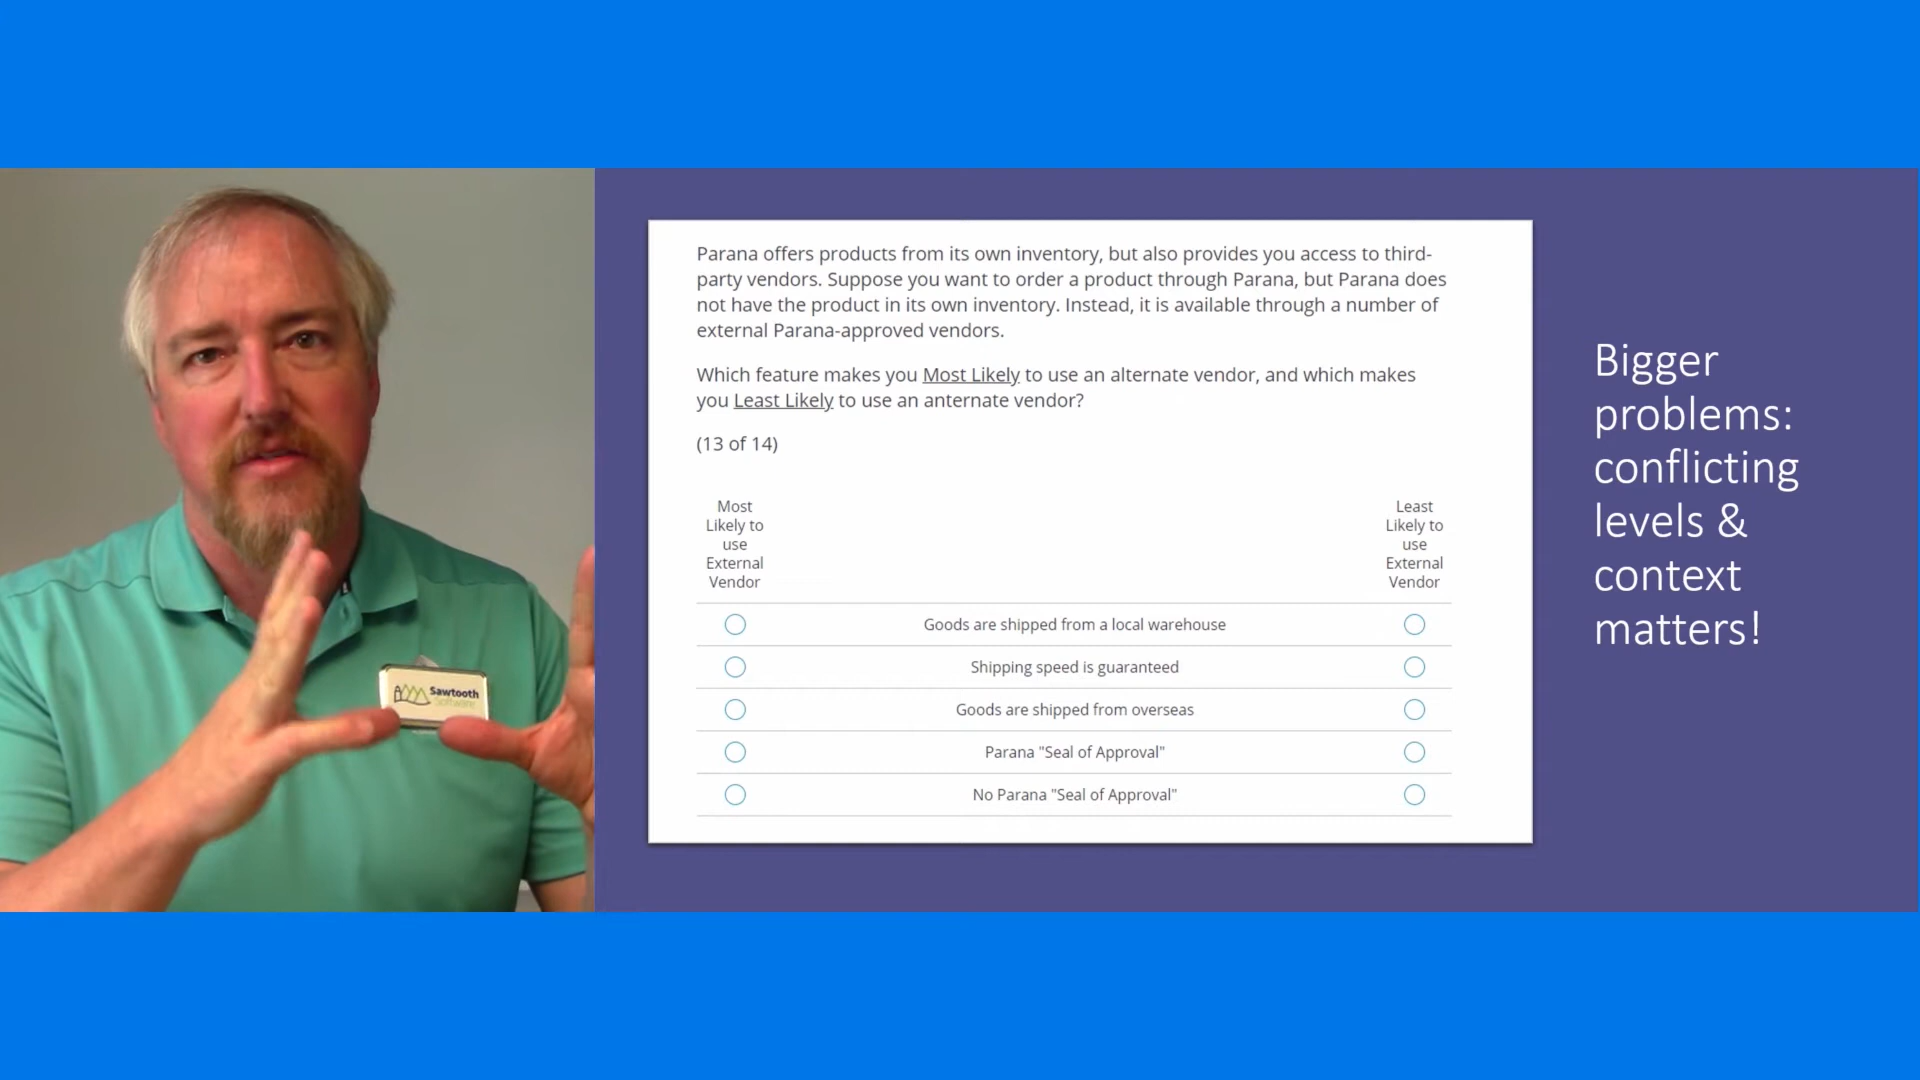 Sawtooth
Software
Parana offers products from its own inventory, but also provides you access to third-
party vendors. Suppose you want to order a product through Parana, but Parana does
not have the product in its own inventory. Instead, it is available through a number of
external Parana-approved vendors.
Which feature makes you Most Likely to use an alternate vendor, and which makes
you Least Likely to use an anternate vendor?
(13 of 14)
Most
Likely to
use
External
Vendor
Least
Likely to
use
External
Vendor
Goods are shipped from a local warehouse
Shipping speed is guaranteed
Goods are shipped from overseas
Parana "Seal of Approval"
No Parana "Seal of Approval"
Bigger
problems:
conflicting
levels &
context
matters!